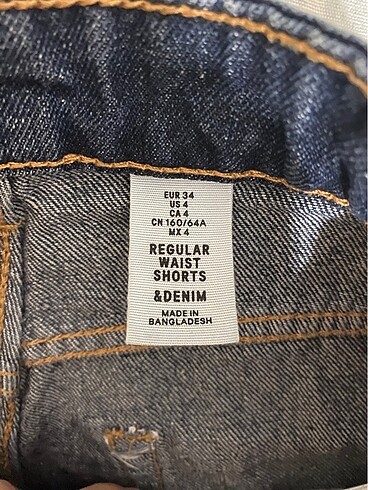 EUR 34
US 4
CA 4
CN 160/64A
MX 4
REGULAR
WAIST
SHORTS
&DENIM
MADE IN
BANGLADESH